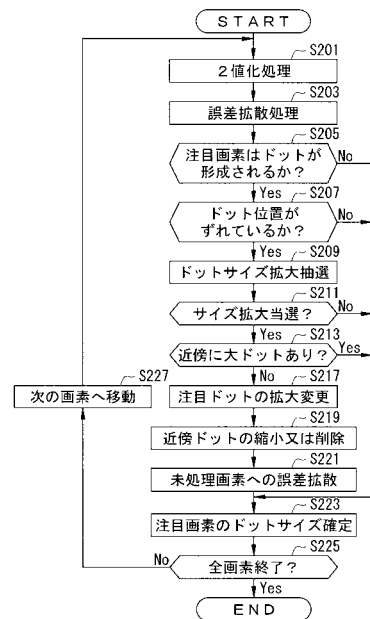 START
S201
2値化処理
S203
誤差拡散処理
S205
注目画素はドットが
形成されるか?
No
Yes
S207
ドット位置が
ずれているか?
No
Yes
S209
ドットサイズ拡大抽選
S211
サイズ拡大当選?
No
Yes
S213
近傍に大ドットあり?
Yes
No
S227
次の画素へ移動
S217
注目ドットの拡大変更
S219
近傍ドットの縮小又は削除
S221
未処理画素への誤差拡散
S223
注目画素のドットサイズ確定
S225
No
全画素終了?
Yes
END